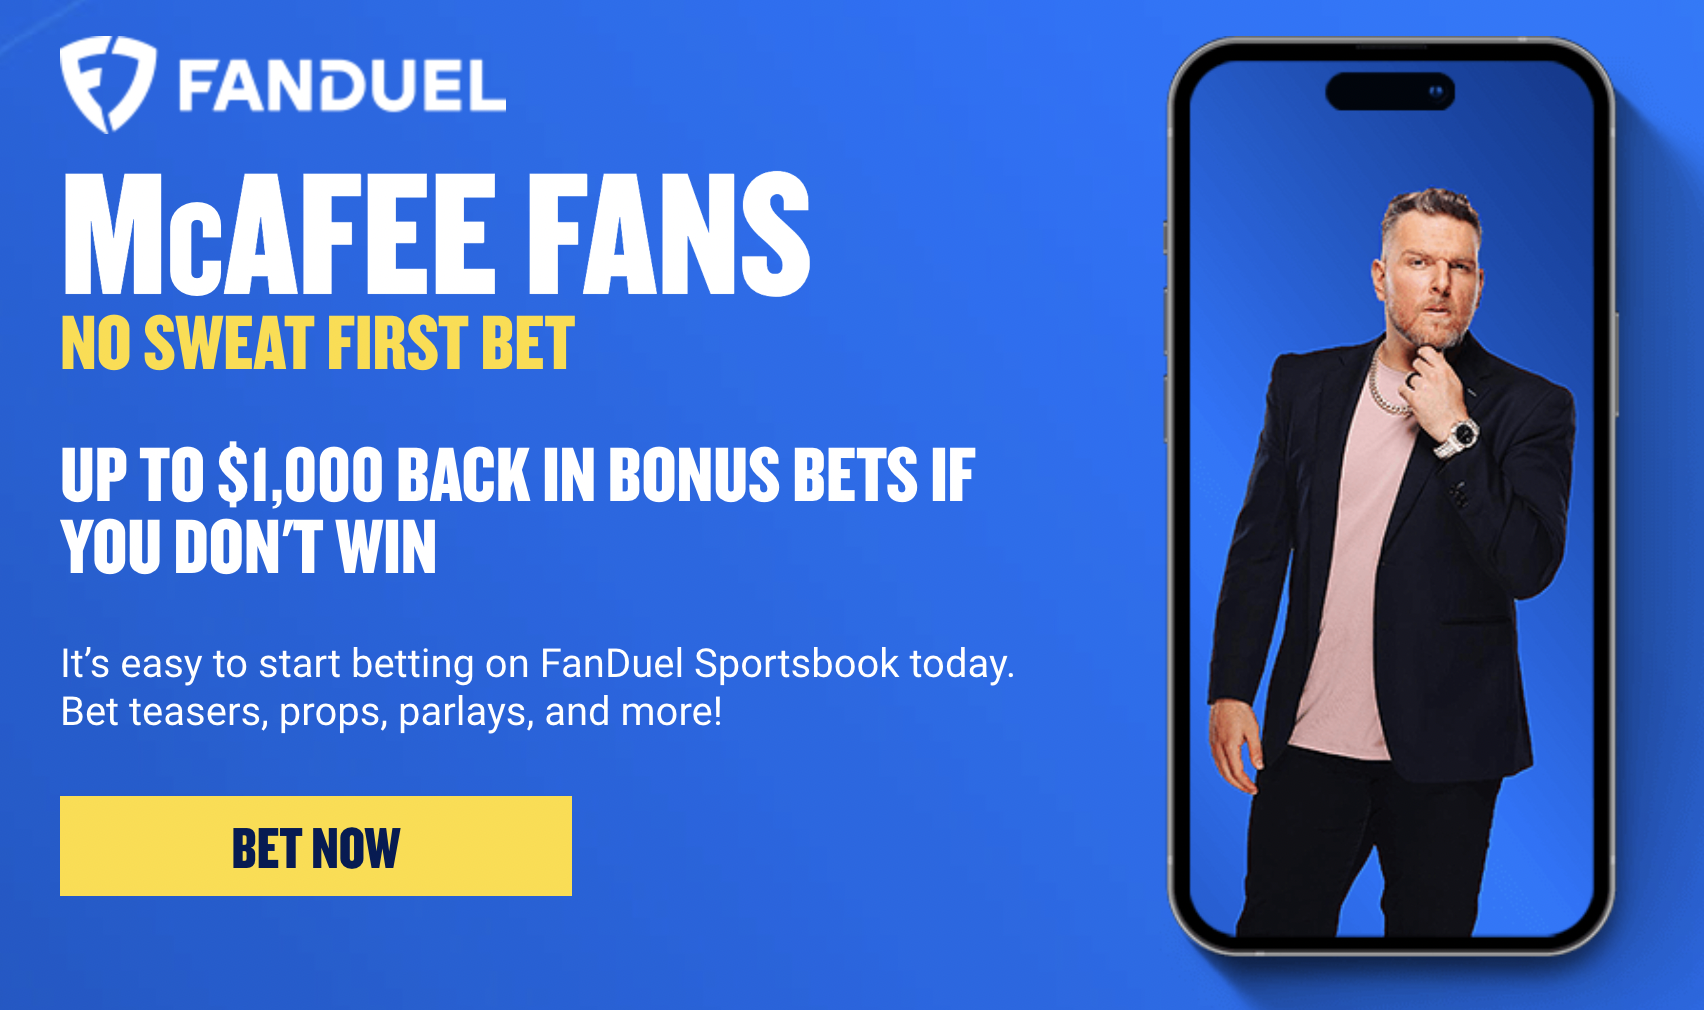 FANDUEL
McAFEE FANS
NO SWEAT FIRST BET
UP TO $1,000 BACK IN BONUS BETS IF
YOU DON'T WIN
It’s easy to start betting on FanDuel Sportsbook today.
Bet teasers, props, parlays, and more!
BET NOW